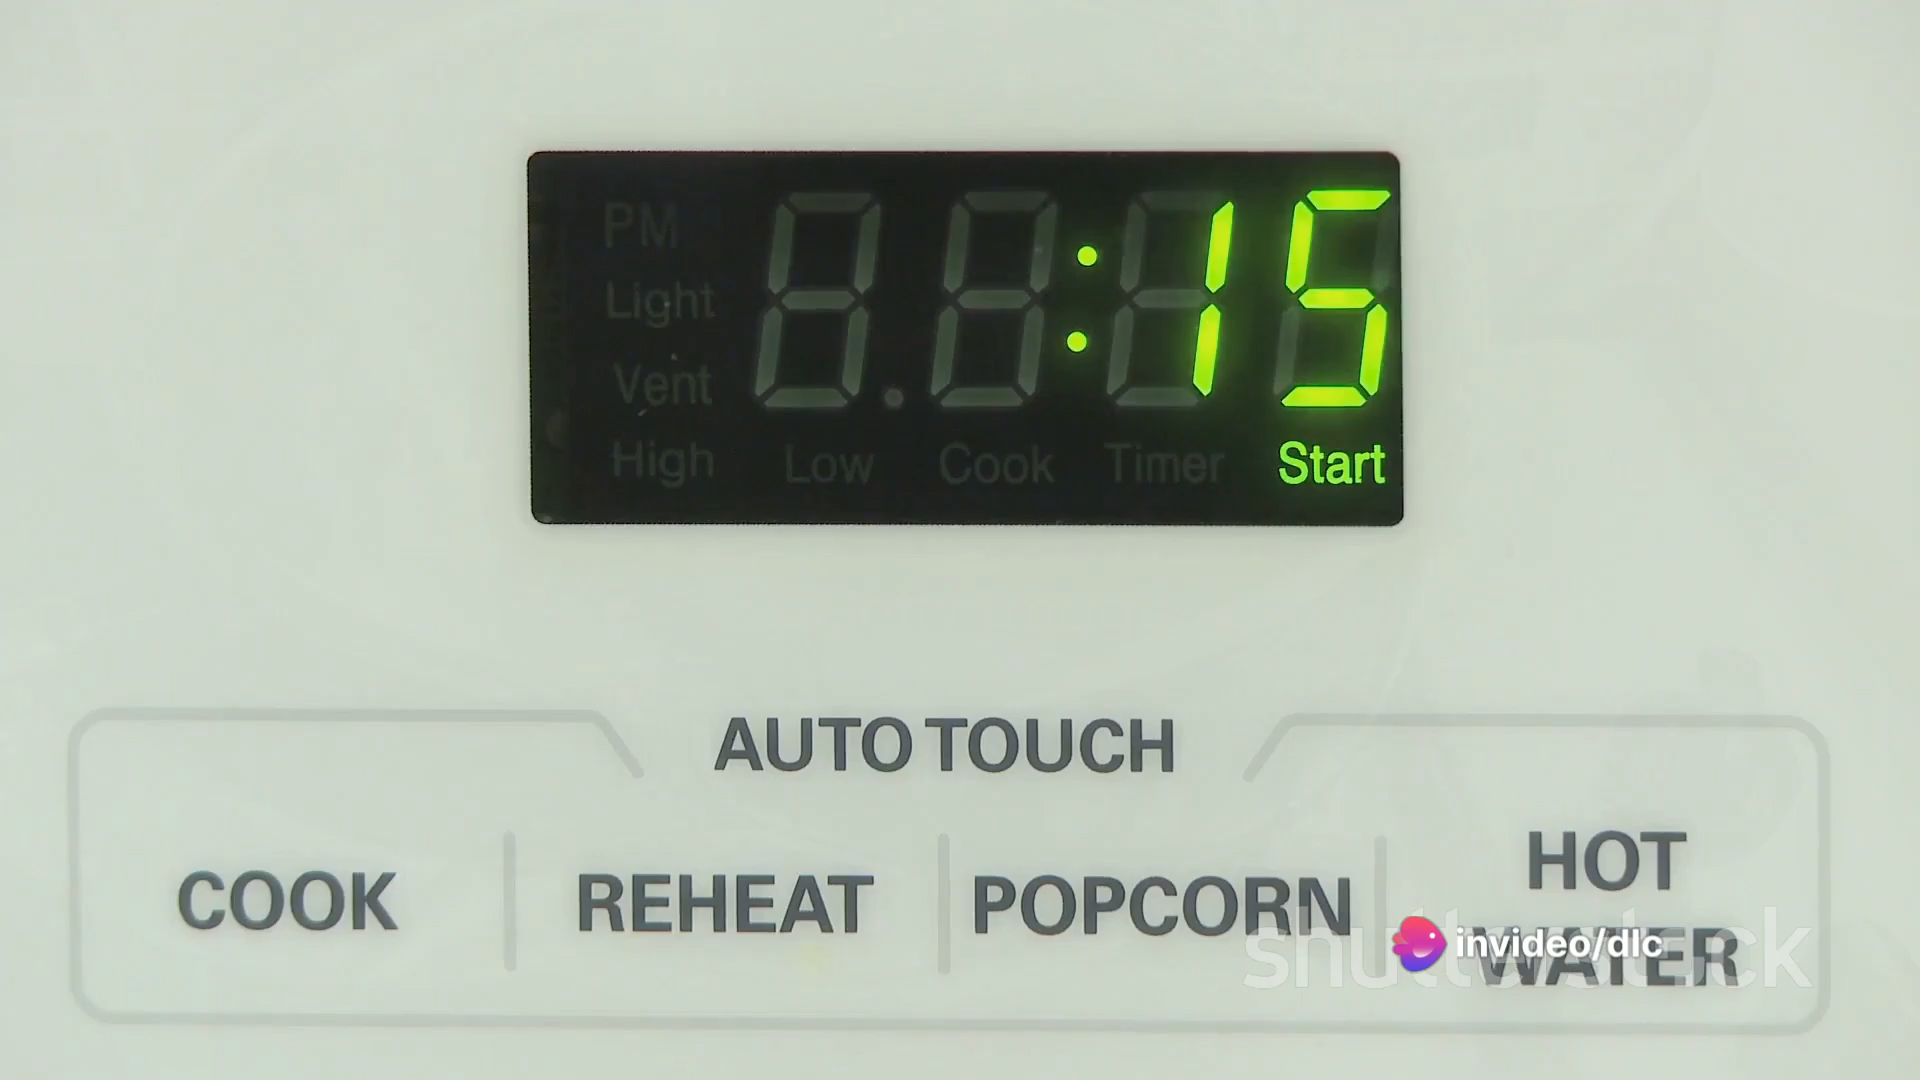 PM
:15
Light
Vent
High Low Cook Timer Start
AUTO TOUCH
COOK REHEAT POPCORN HOT WATER
shutterstock
invideo/dlc